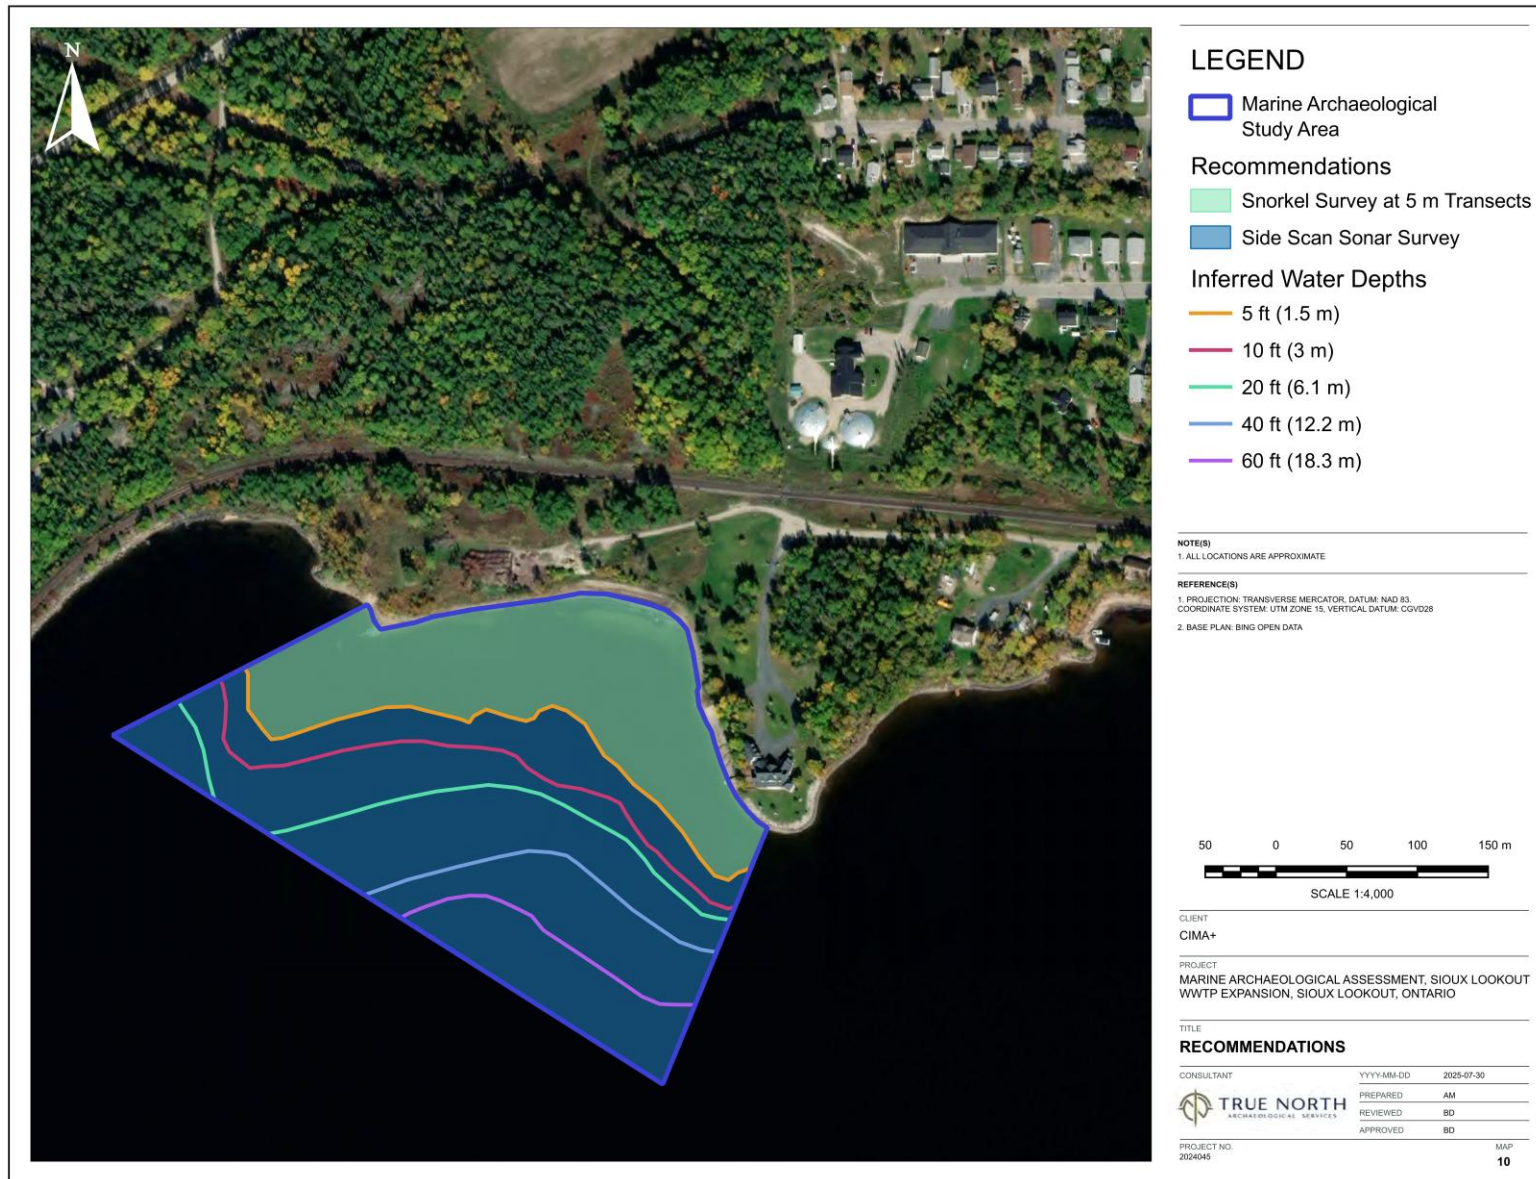 N
LEGEND
Marine Archaeological
Study Area
Recommendations
Snorkel Survey at 5 m Transects
Side Scan Sonar Survey
Inferred Water Depths
5 ft (1.5 m)
10 ft (3 m)
20 ft (6.1 m)
40 ft (12.2 m)
60 ft (18.3 m)
NOTE(S)
1. ALL LOCATIONS ARE APPROXIMATE
REFERENCE(S)
1. PROJECTION: TRANSVERSE MERCATOR, DATUM: NAD 83,
COORDINATE SYSTEM: UTM ZONE 15, VERTICAL DATUM: CGVD28
2. BASE PLAN: BING OPEN DATA
50 0 50 100 150 m
SCALE 1:4,000
CLIENT
CIMA+
PROJECT
MARINE ARCHAEOLOGICAL ASSESSMENT, SIOUX LOOKOUT
WWTP EXPANSION, SIOUX LOOKOUT, ONTARIO
TITLE
RECOMMENDATIONS
CONSULTANT
TRUE NORTH
ARCHAEOLOGICAL SERVICES
YYYY-MM-DD 2025-07-30
PREPARED AM
REVIEWED BD
APPROVED BD
PROJECT NO.
2024045
MAP
10